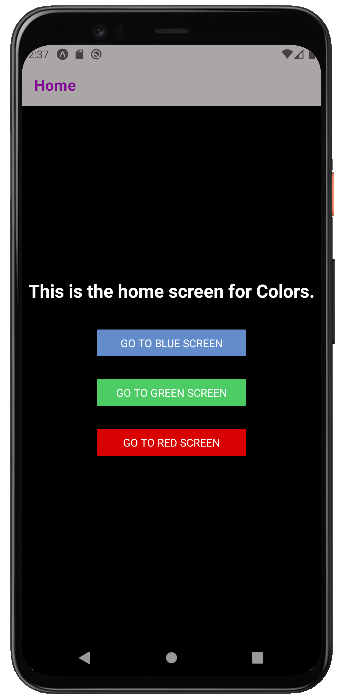 2:37
Home
This is the home screen for Colors.
GO TO BLUE SCREEN
GO TO GREEN SCREEN
GO TO RED SCREEN